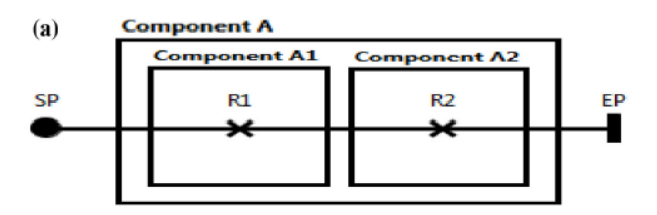 (a) Component A
Component A1 Component A2
SP R1 R2 EP